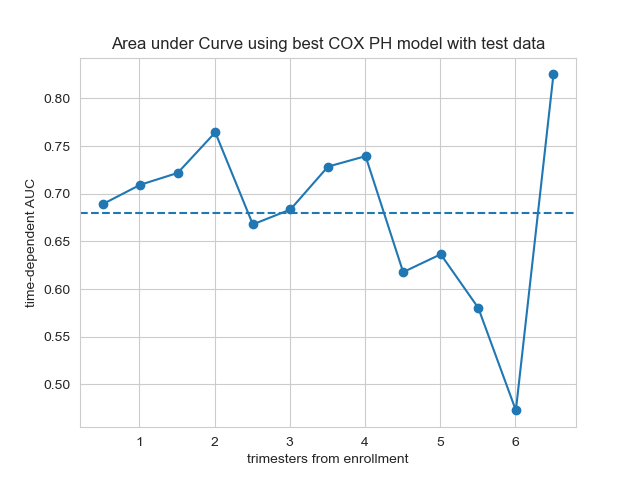 Area under Curve using best COX PH model with test data
time-dependent AUC
0.80
0.75
0.70
0.65
0.60
0.55
0.50
1 2 3 4 5 6
trimesters from enrollment